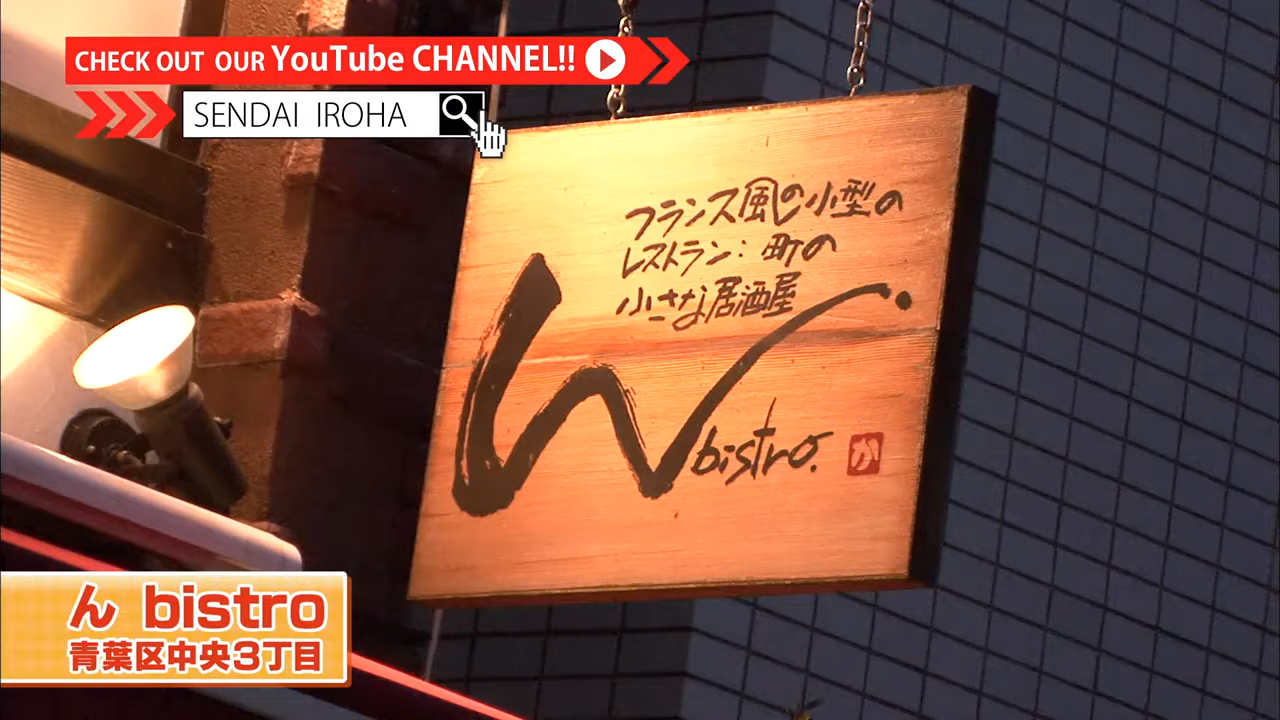 CHECK OUT OUR YouTube CHANNEL!!
SENDAI IROHA
フランス風の小型の
レストラン：町の
小さな居酒屋
ん
bistro.
か
ん bistro
青葉区中央3丁目